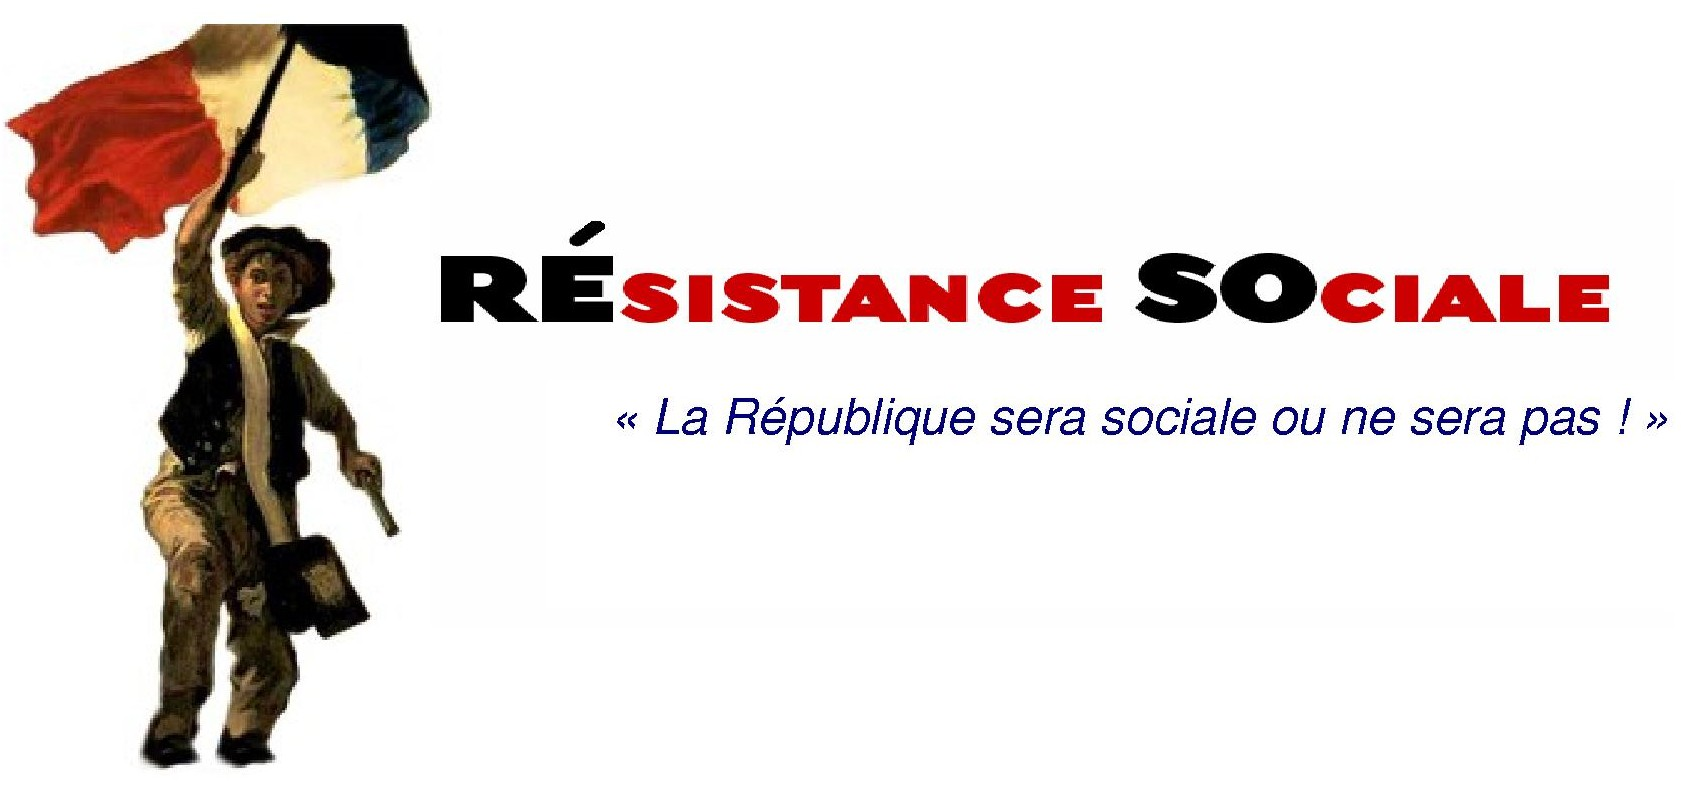 RÉSISTANCE SOCIALE
« La République sera sociale ou ne sera pas ! »